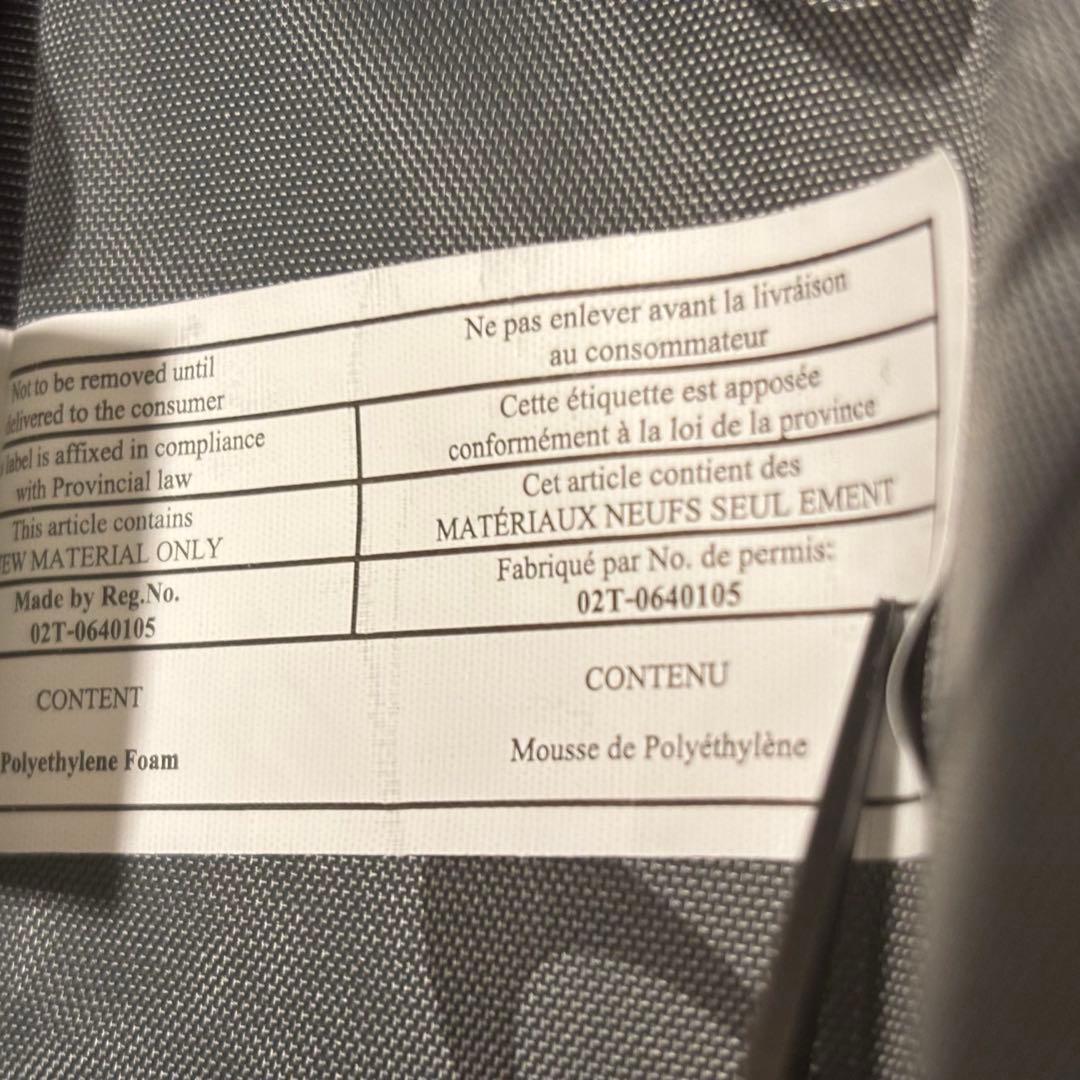 Not to be removed until
delivered to the consumer
Ne pas enlever avant la livraison
au consommateur
label is affixed in compliance
with Provincial law
Cette étiquette est apposée
conformément à la loi de la province
This article contains
EW MATERIAL ONLY
Cet article contient des
MATÉRIAUX NEUFS SEUL EMENT
Made by Reg.No.
02T-0640105
Fabriqué par No. de permis:
02T-0640105
CONTENT
CONTENU
Polyethylene Foam
Mousse de Polyéthylène